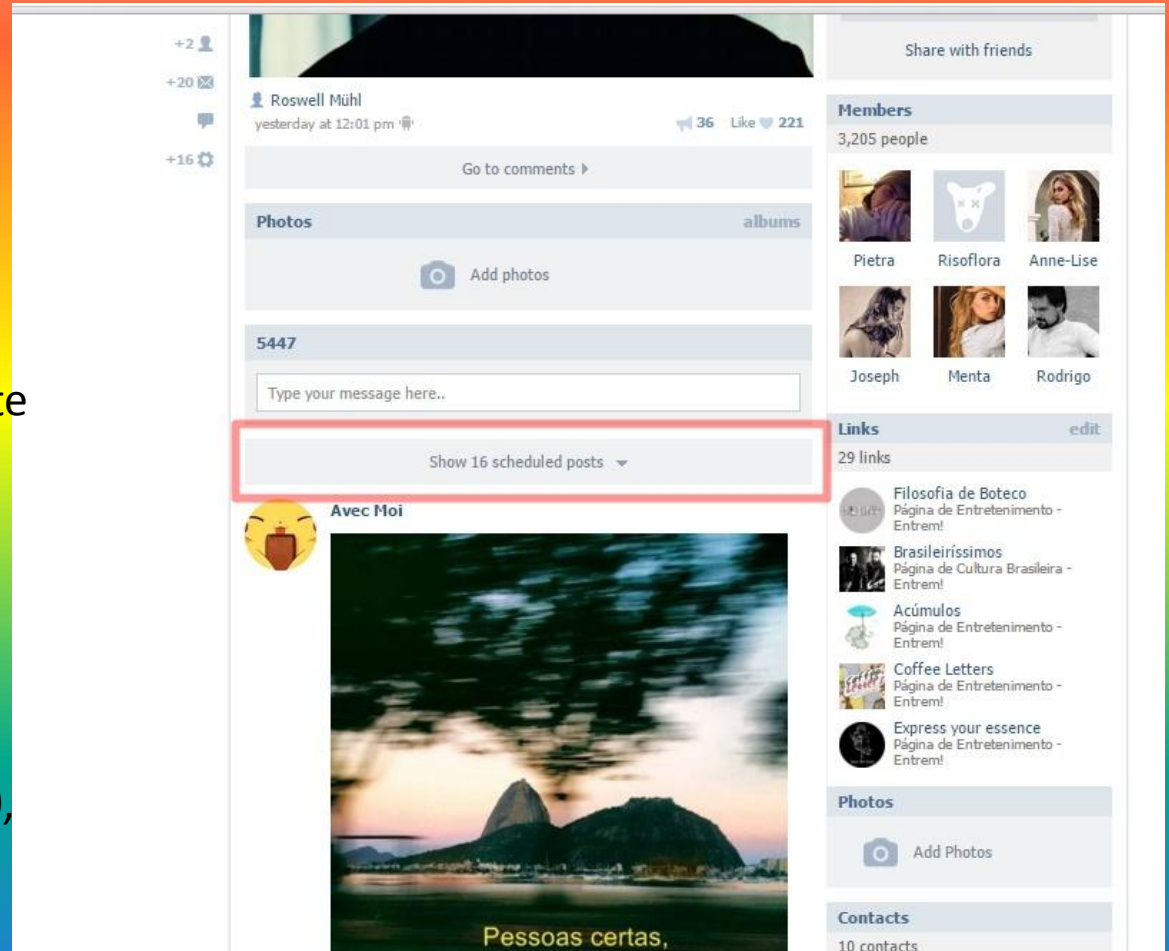 +2
+20
+16
te
),
Roswell Mühl
yesterday at 12:01 pm
36 Like 221
Go to comments
Photos albums
Add photos
5447
Type your message here..
Show 16 scheduled posts
Avec Moi
Pessoas certas,
Share with friends
Members
3,205 people
Pietra Risoflora Anne-Lise
Joseph Menta Rodrigo
Links edit
29 links
Filosofia de Boteco
Página de Entretenimento -
Entrem!
Brasileiríssimos
Página de Cultura Brasileira -
Entrem!
Acúmulos
Página de Entretenimento -
Entrem!
Coffee Letters
Página de Entretenimento -
Entrem!
Express your essence
Página de Entretenimento -
Entrem!
Photos
Add Photos
Contacts
10 contacts